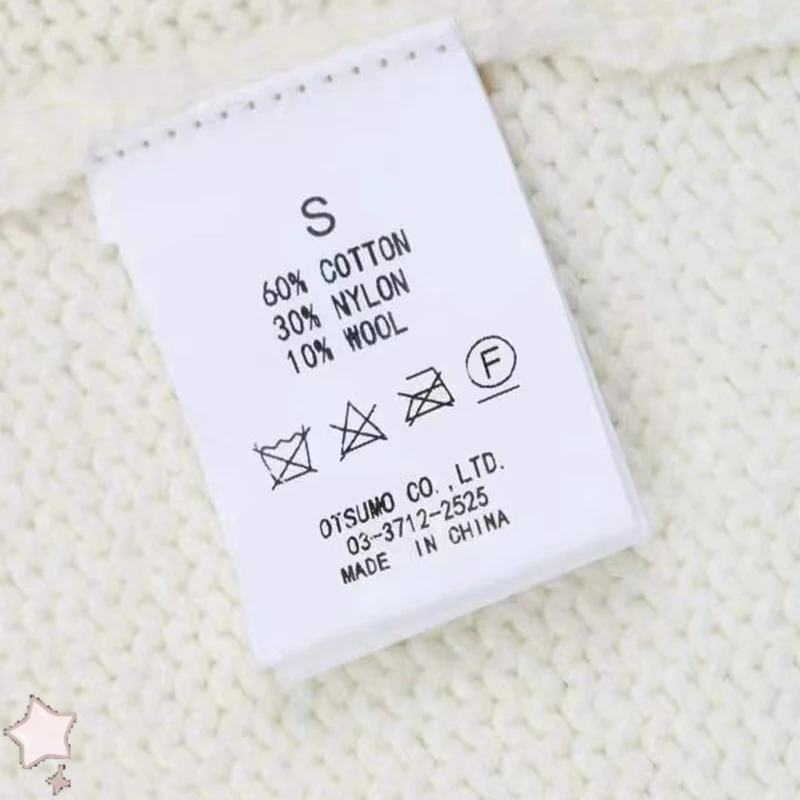 S
60% COTTON
30% NYLON
10% WOOL
F
OTSUMO CO.,LTD.
03-3712-2525
MADE IN CHINA